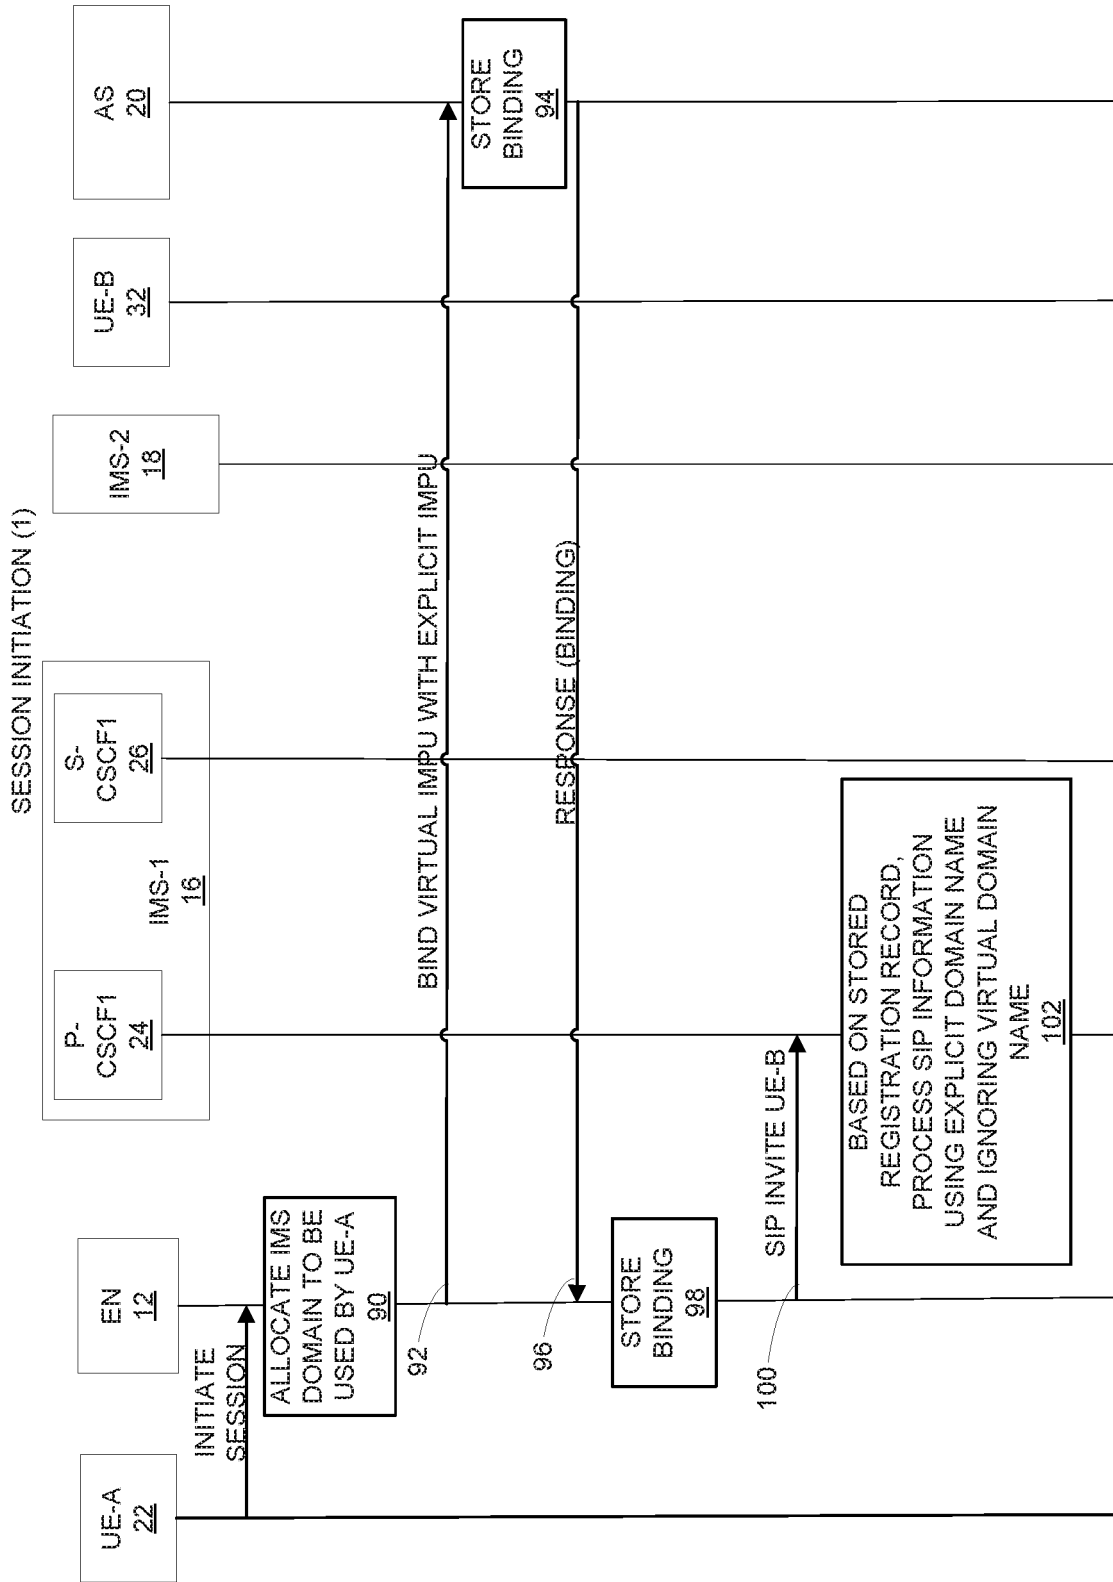 SESSION INITIATION (1)
UE-A
22
EN
12
P-
CSCF1
24
IMS-1
16
S-
CSCF1
26
IMS-2
18
UE-B
32
AS
20
INITIATE
SESSION
ALLOCATE IMS
DOMAIN TO BE
USED BY UE-A
90
92
BIND VIRTUAL IMPU WITH EXPLICIT IMPU
STORE
BINDING
94
96
RESPONSE (BINDING)
STORE
BINDING
98
100
SIP INVITE UE-B
BASED ON STORED
REGISTRATION RECORD,
PROCESS SIP INFORMATION
USING EXPLICIT DOMAIN NAME
AND IGNORING VIRTUAL DOMAIN
NAME
102